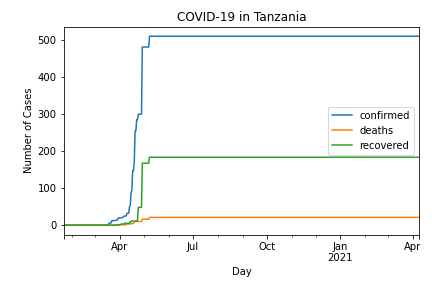 COVID-19 in Tanzania
Number of Cases
500
400
300
200
100
0
confirmed
deaths
recovered
Apr
Jul
Oct
Jan
2021
Apr
Day